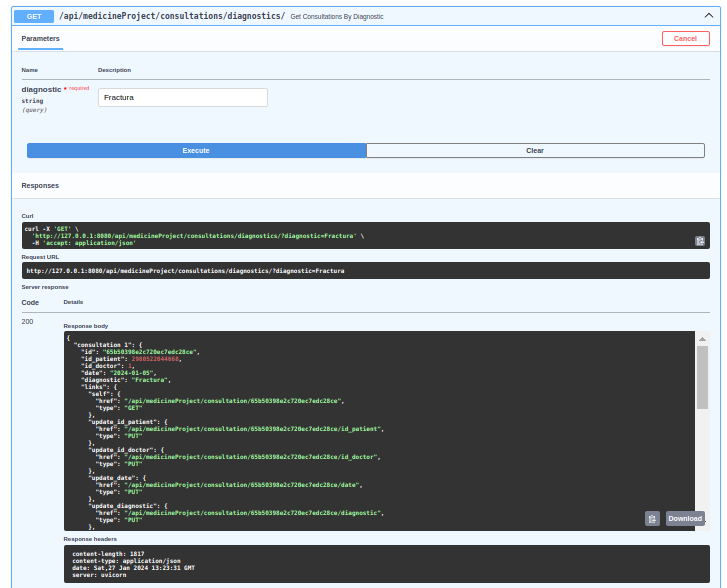 GET /api/medicineProject/consultations/diagnostics/ Get Consultations By Diagnostic
Parameters
Cancel
Name Description
diagnostic * required
string
(query)
Fractura
Execute
Clear
Responses
Curl
curl -X 'GET' \
'http://127.0.0.1:8080/api/medicineProject/consultations/diagnostics/?diagnostic=Fractura' \
-H 'accept: application/json'
Request URL
http://127.0.0.1:8080/api/medicineProject/consultations/diagnostics/?diagnostic=Fractura
Server response
Code Details
200
Response body
{
"consultation 1": {
"id": "65b50398e2c720ec7edc28ce",
"id_patient":
"id_doctor": 1,
"date": "2024-01-05",
"diagnostic": "Fractura",
"links": {
"self": {
"href": "/api/medicineProject/consultation/65b50398e2c720ec7edc28ce",
"type": "GET"
},
"update_id_patient": {
"href": "/api/medicineProject/consultation/65b50398e2c720ec7edc28ce/id_patient",
"type": "PUT"
},
"update_id_doctor": {
"href": "/api/medicineProject/consultation/65b50398e2c720ec7edc28ce/id_doctor",
"type": "PUT"
},
"update_date": {
"href": "/api/medicineProject/consultation/65b50398e2c720ec7edc28ce/date",
"type": "PUT"
},
"update_diagnostic": {
"href": "/api/medicineProject/consultation/65b50398e2c720ec7edc28ce/diagnostic",
"type": "PUT"
},
Download
Response headers
content-length: 1817
content-type: application/json
date: Sat,27 Jan 2024 13:23:31 GMT
server: uvicorn